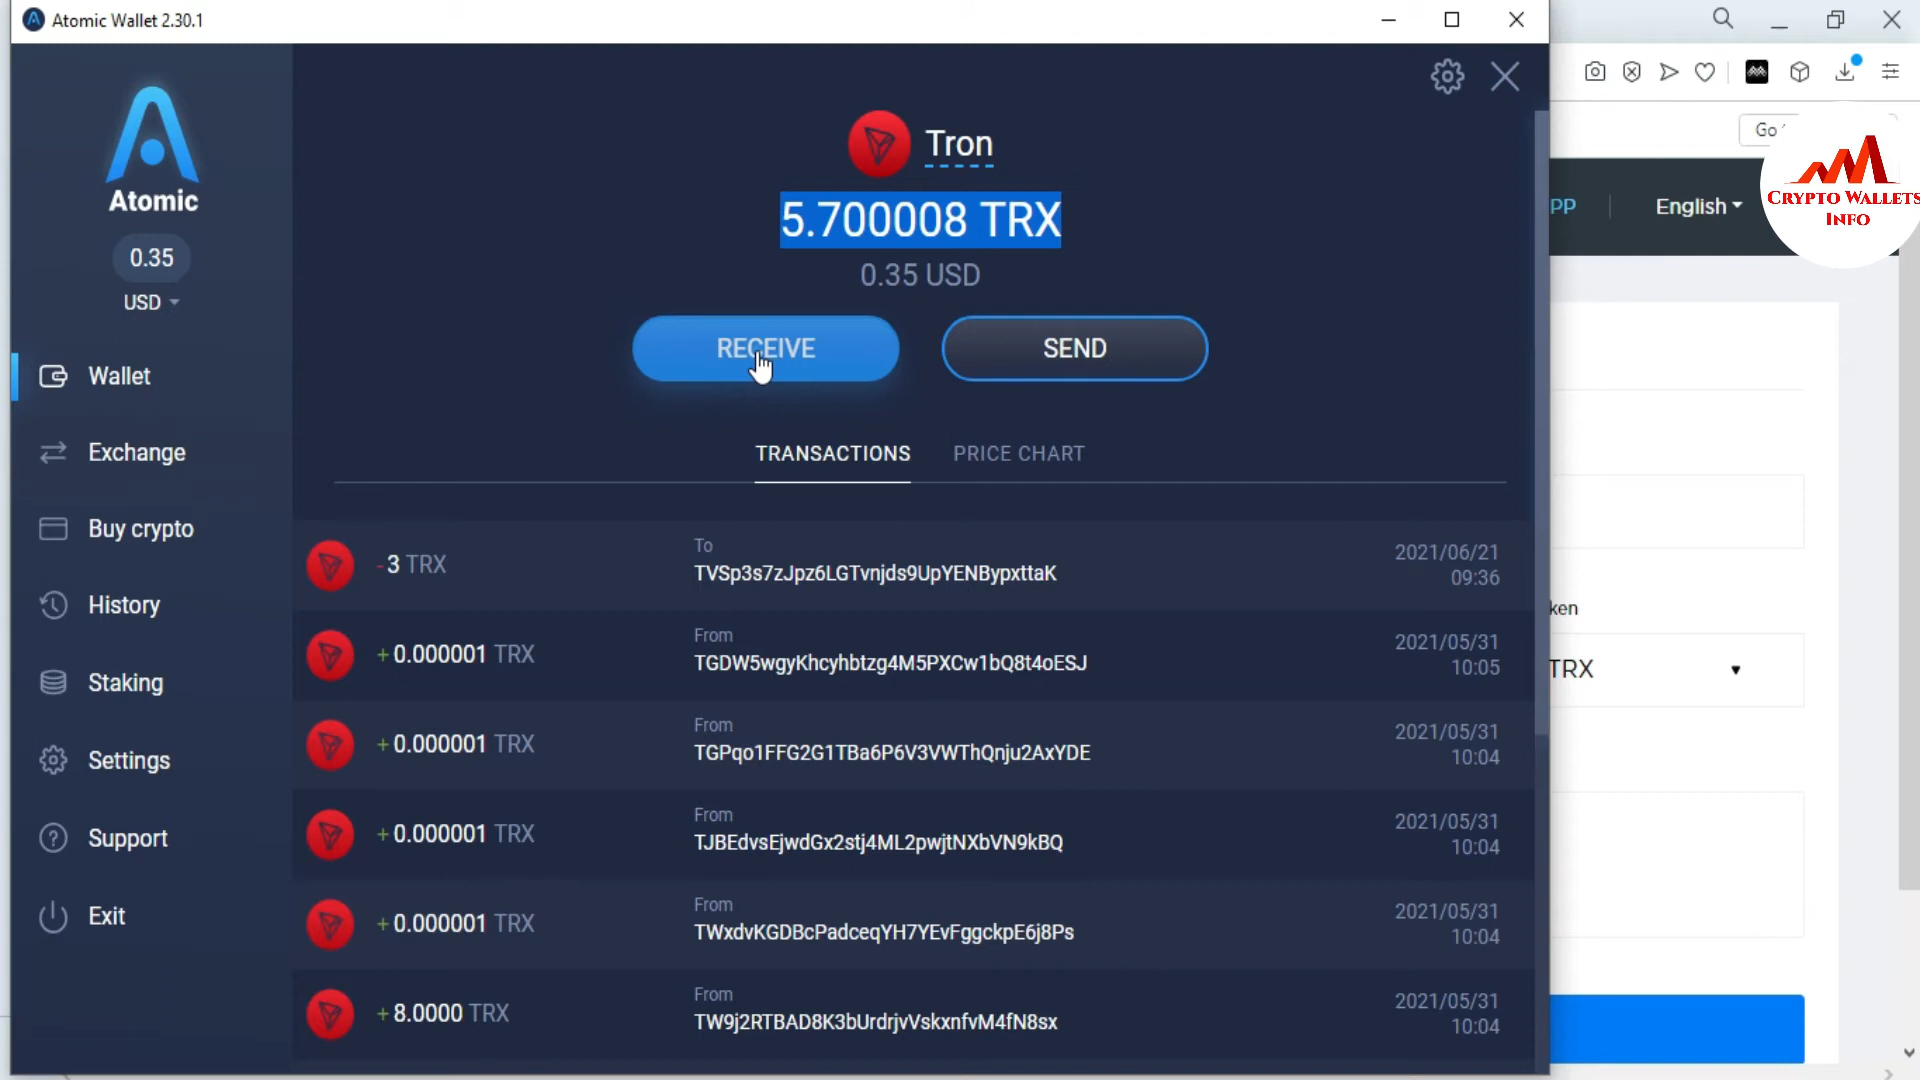 Atomic Wallet 2.30.1
Atomic
0.35
USD
Wallet
Exchange
Buy crypto
History
Staking
Settings
Support
Exit
Tron
5.700008 TRX
0.35 USD
RECEIVE
SEND
TRANSACTIONS PRICE CHART
- 3 TRX
To
TVSp3s7zJpz6LGTvnjds9UpYENBypxttaK
2021/06/21
09:36
+ 0.000001 TRX
From
TGDW5wgyKhcyhbtzg4M5PXCw1bQ8t4oESJ
2021/05/31
10:05
+ 0.000001 TRX
From
TGPqo1FFG2G1TBa6P6V3VWThQnju2AxYDE
2021/05/31
10:04
+ 0.000001 TRX
From
TJBEdvsEjwdGx2stj4ML2pwjtNXbVN9kBQ
2021/05/31
10:04
+ 0.000001 TRX
From
TWxdvKGDBcPadceqYH7YEvFggckpE6j8Ps
2021/05/31
10:04
+ 8.0000 TRX
From
TW9j2RTBAD8K3bUrdrjvVskxnfvM4fN8sx
2021/05/31
10:04
Go
PP
English
CRYPTO WALLETS
INFO
ken
TRX